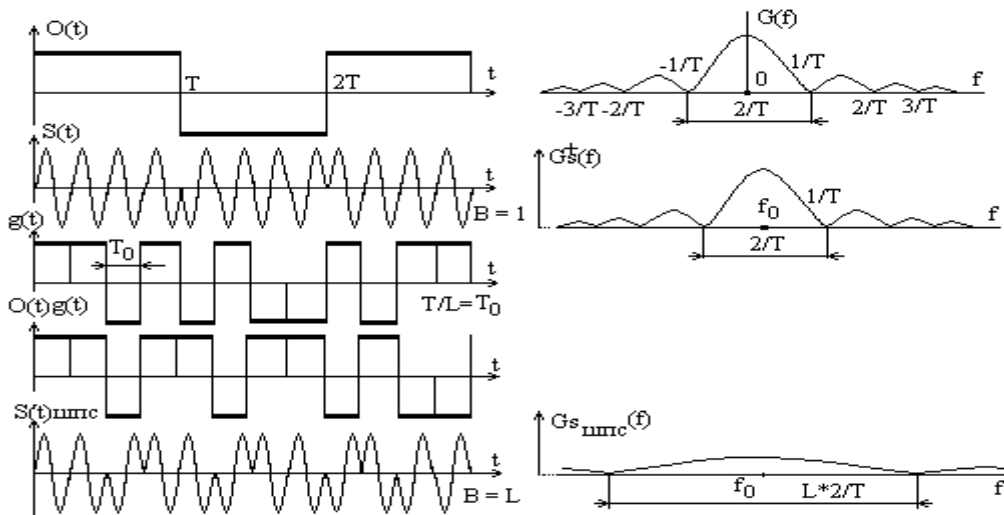 O(t)
T
2T
t
G(f)
-1/T
1/T
0
f
-3/T -2/T
2/T
2/T
3/T
S(t)
t
B = 1
Gs+(f)
1/T
f0
f
2/T
g(t)
T0
t
T/L=T0
O(t)g(t)
t
S(t)ШПС
t
B = L
GsШПС(f)
f0
L*2/T
f